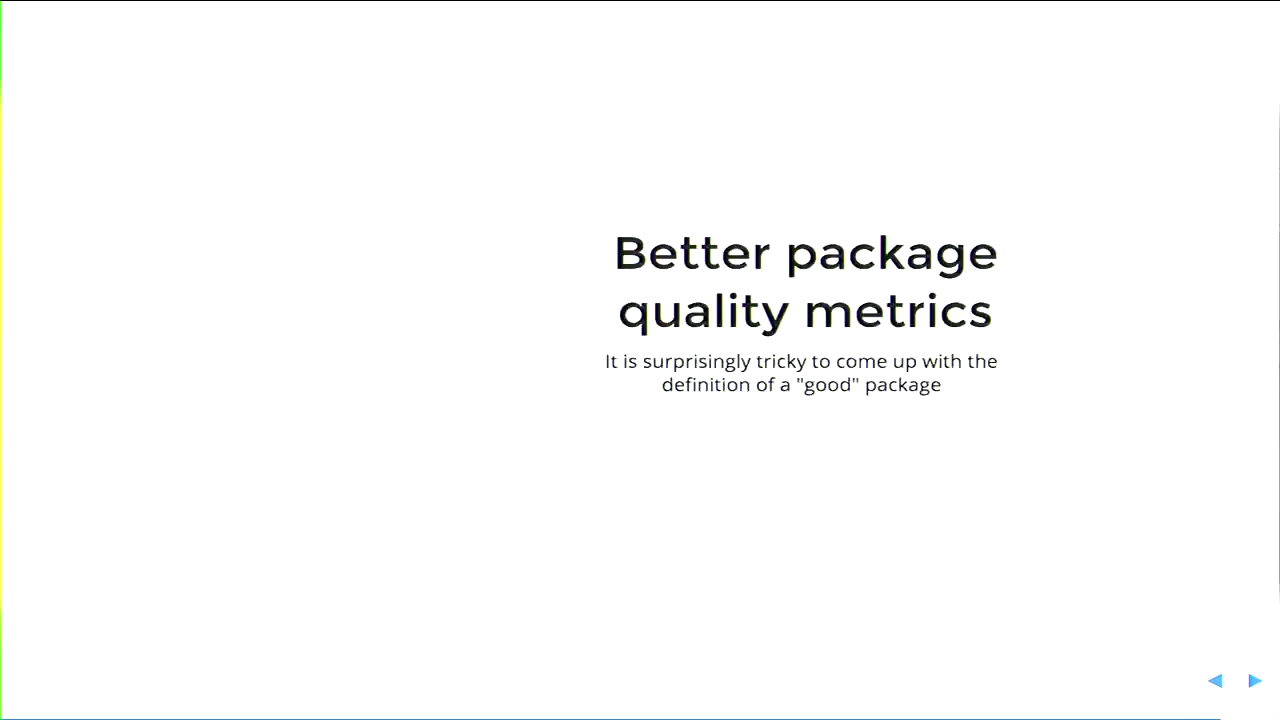 Better package
quality metrics
It is surprisingly tricky to come up with the
definition of a "good" package